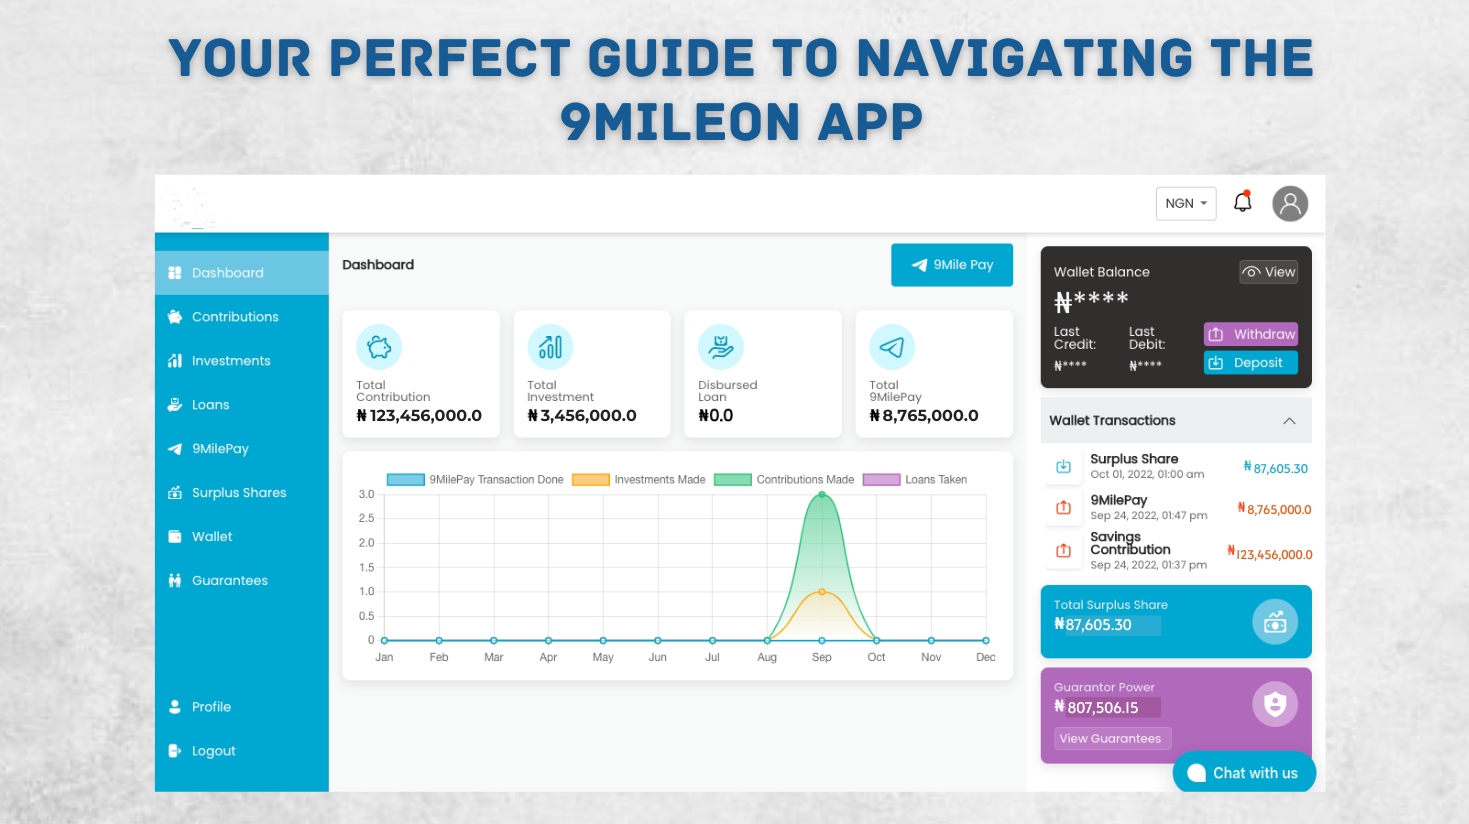 YOUR PERFECT GUIDE TO NAVIGATING THE
9MILEON APP
NGN
Dashboard
Contributions
Investments
Loans
9MilePay
Surplus Shares
Wallet
Guarantees
Profile
Logout
Dashboard
9Mile Pay
Total
Contribution
₦ 123,456,000.0
Total
Investment
₦ 3,456,000.0
Disbursed
Loan
₦0.0
Total
9MilePay
₦ 8,765,000.0
9MilePay Transaction Done Investments Made Contributions Made Loans Taken
3.0
2.5
2.0
1.5
1.0
0.5
0
Jan Feb Mar Apr May Jun Jul Aug Sep Oct Nov Dec
Wallet Balance
View
₦****
Last
Credit:
₦****
Last
Debit:
₦****
Withdraw
Deposit
Wallet Transactions
Surplus Share
Oct 01, 2022, 01:00 am
₦ 87,605.30
9MilePay
Sep 24, 2022, 01:47 pm
₦ 8,765,000.0
Savings
Contribution
Sep 24, 2022, 01:37 pm
₦123,456,000.0
Total Surplus Share
₦87,605.30
Guarantor Power
₦ 807,506.15
View Guarantees
Chat with us